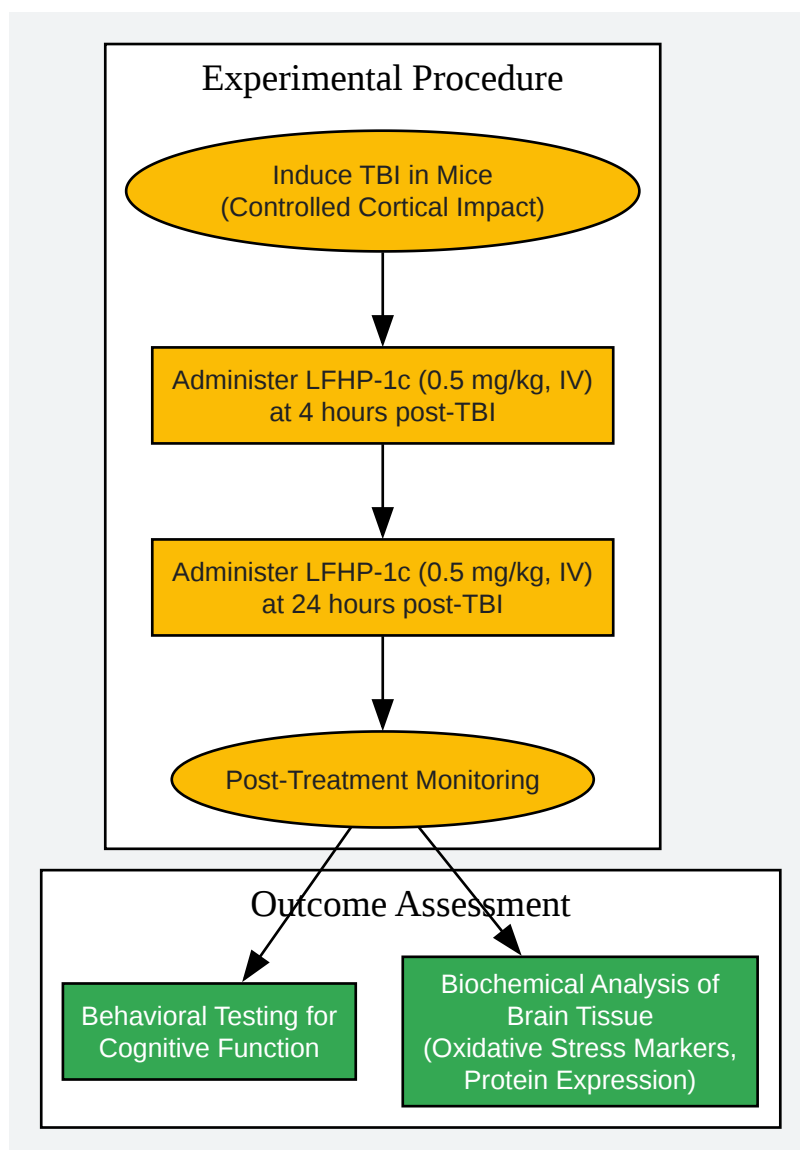 Experimental Procedure
Induce TBI in Mice
(Controlled Cortical Impact)
Administer LFHP-1c (0.5 mg/kg, IV)
at 4 hours post-TBI
Administer LFHP-1c (0.5 mg/kg, IV)
at 24 hours post-TBI
Post-Treatment Monitoring
Outcome Assessment
Behavioral Testing for
Cognitive Function
Biochemical Analysis of
Brain Tissue
(Oxidative Stress Markers,
Protein Expression)